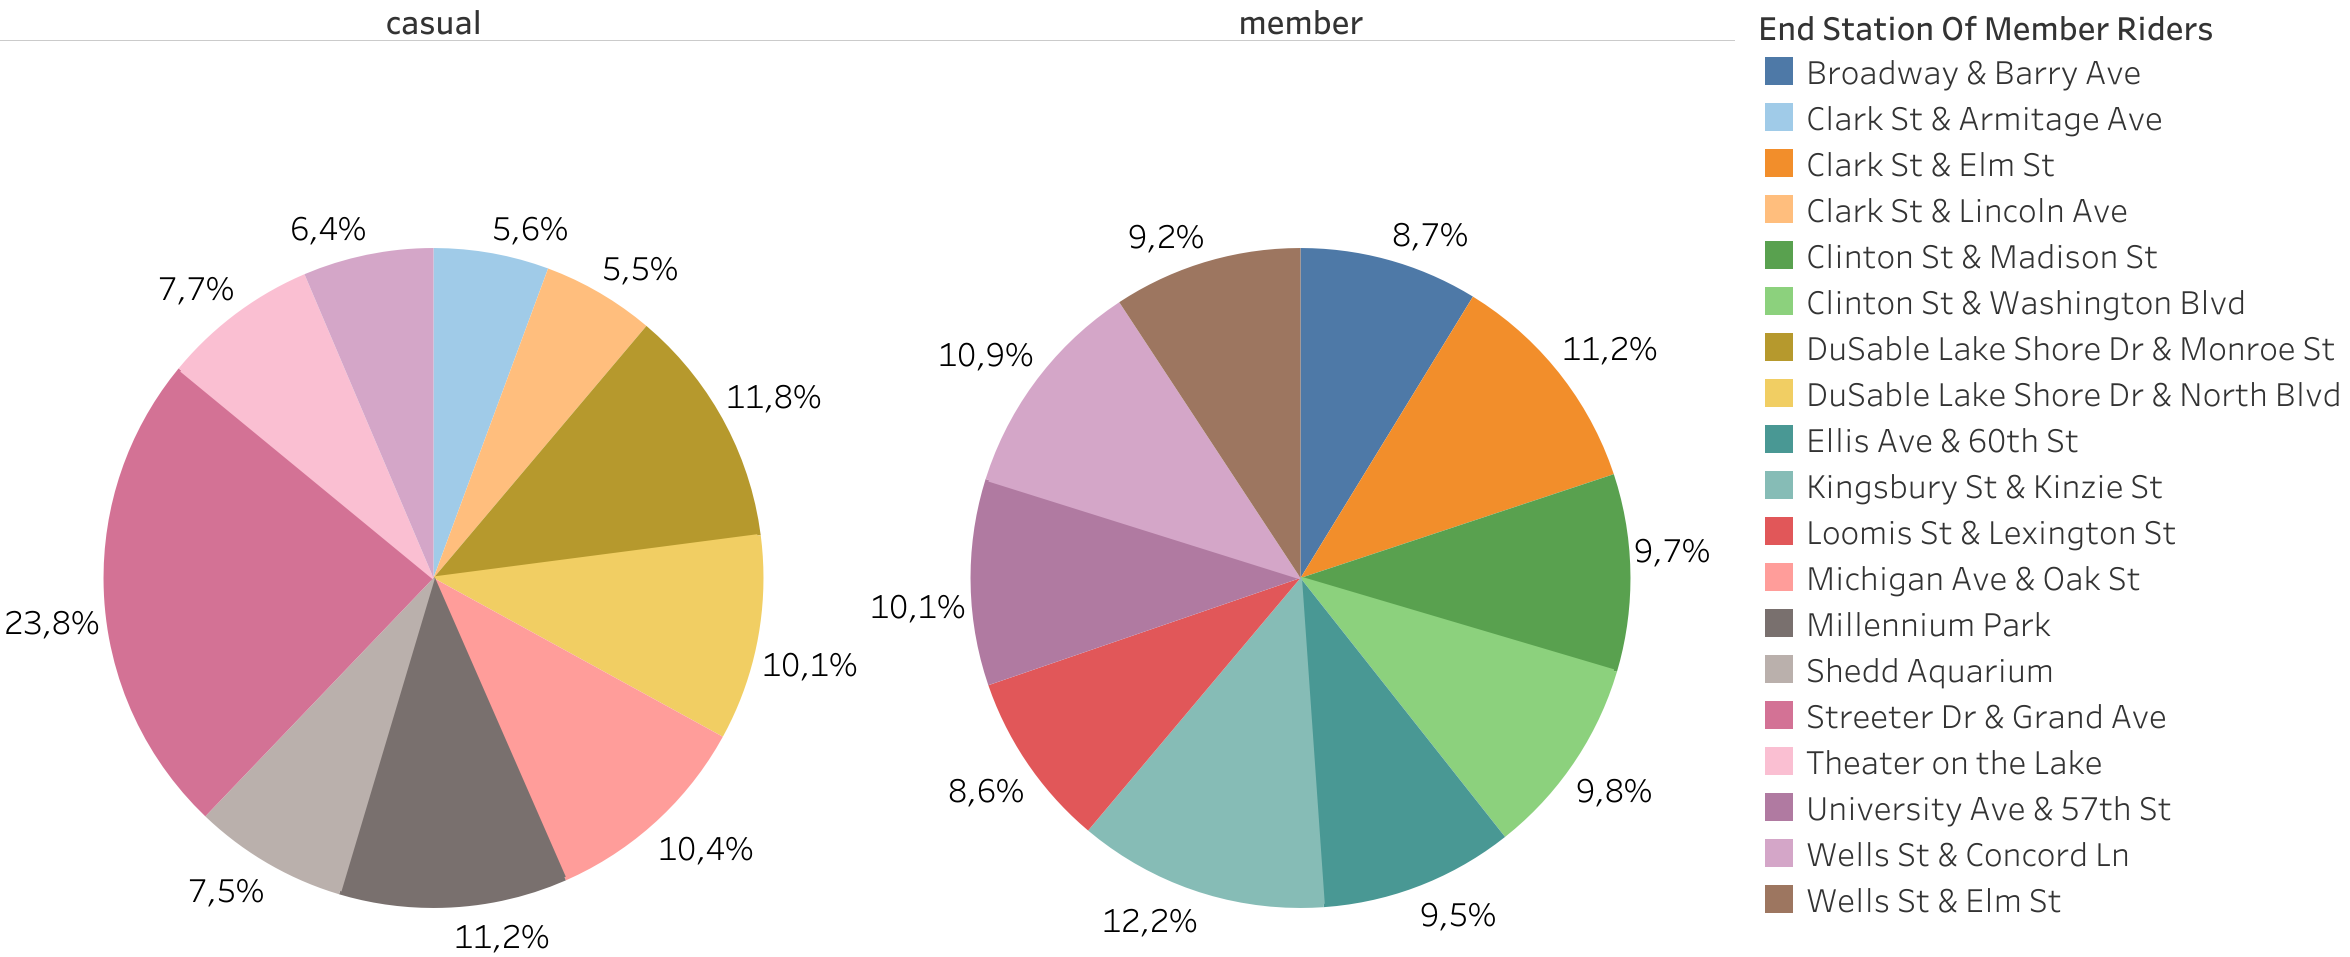 casual
member
6,4%
5,6%
5,5%
7,7%
11,8%
23,8%
10,1%
10,4%
7,5%
11,2%
9,2%
8,7%
11,2%
10,9%
9,7%
10,1%
9,8%
8,6%
9,5%
12,2%
End Station Of Member Riders
Broadway & Barry Ave
Clark St & Armitage Ave
Clark St & Elm St
Clark St & Lincoln Ave
Clinton St & Madison St
Clinton St & Washington Blvd
DuSable Lake Shore Dr & Monroe St
DuSable Lake Shore Dr & North Blvd
Ellis Ave & 60th St
Kingsbury St & Kinzie St
Loomis St & Lexington St
Michigan Ave & Oak St
Millennium Park
Shedd Aquarium
Streeter Dr & Grand Ave
Theater on the Lake
University Ave & 57th St
Wells St & Concord Ln
Wells St & Elm St